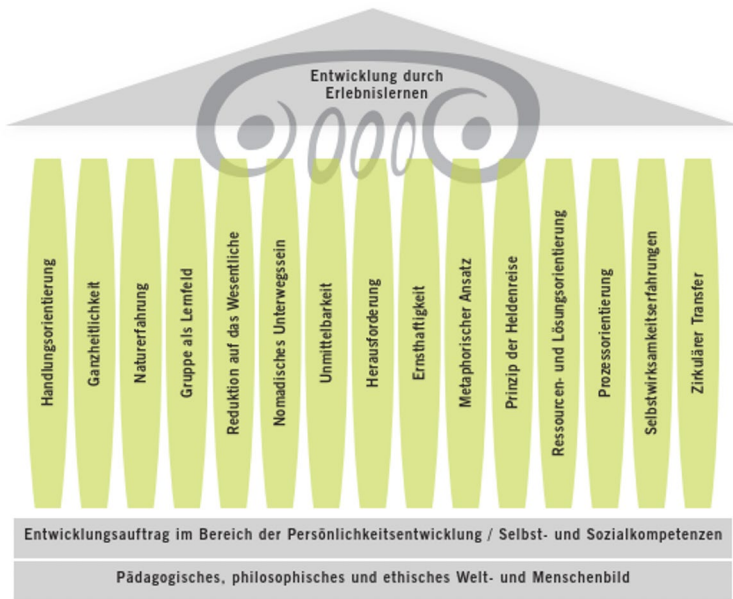 Entwicklung durch
Erlebnislernen
Handlungsorientierung
Ganzheitlichkeit
Naturerfahrung
Gruppe als Lernfeld
Reduktion auf das Wesentliche
Nomadisches Unterwegssein
Unmittelbarkeit
Herausforderung
Ernsthaftigkeit
Metaphorischer Ansatz
Prinzip der Heldenreise
Ressourcen- und Lösungsorientierung
Prozessorientierung
Selbstwirksamkeitserfahrungen
Zirkulärer Transfer
Entwicklungsauftrag im Bereich der Persönlichkeitsentwicklung / Selbst- und Sozialkompetenzen
Pädagogisches, philosophisches und ethisches Welt- und Menschenbild